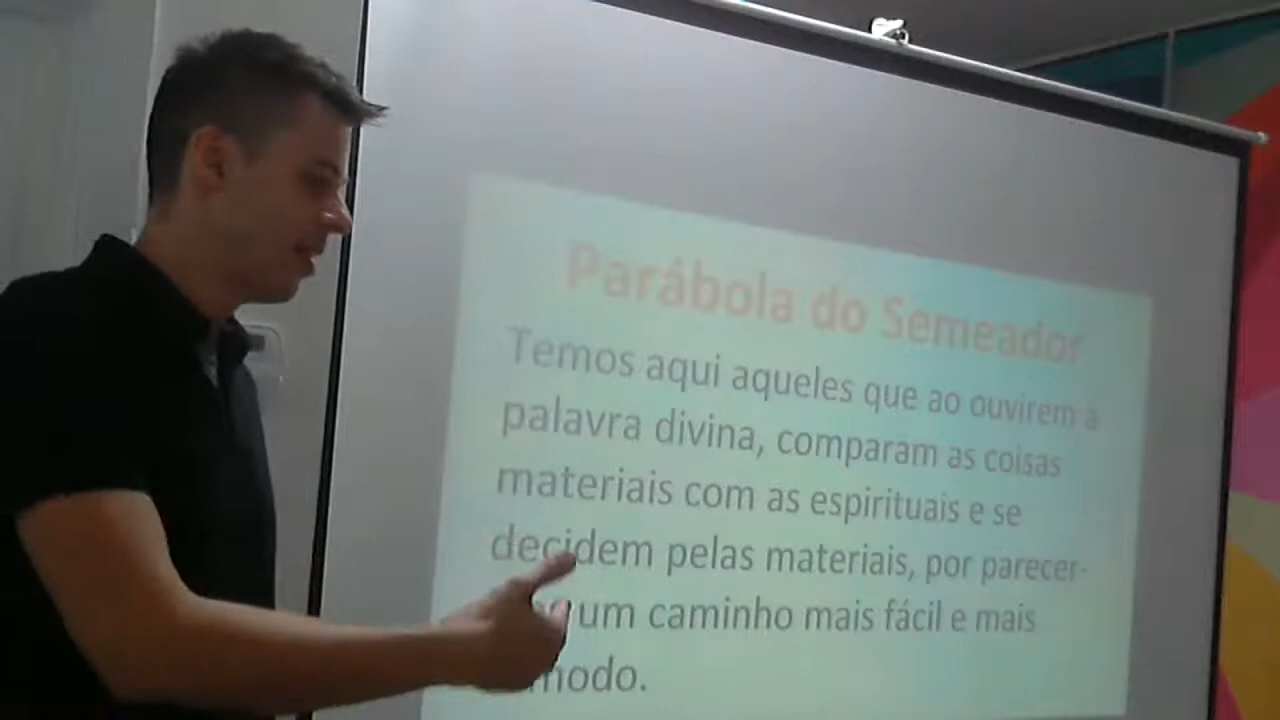 Parábola do Semeador
Temos aqui aqueles que ao ouvirem a
palavra divina, comparam as coisas
materiais com as espirituais e se
decidem pelas materiais, por parecer-
um caminho mais fácil e mais